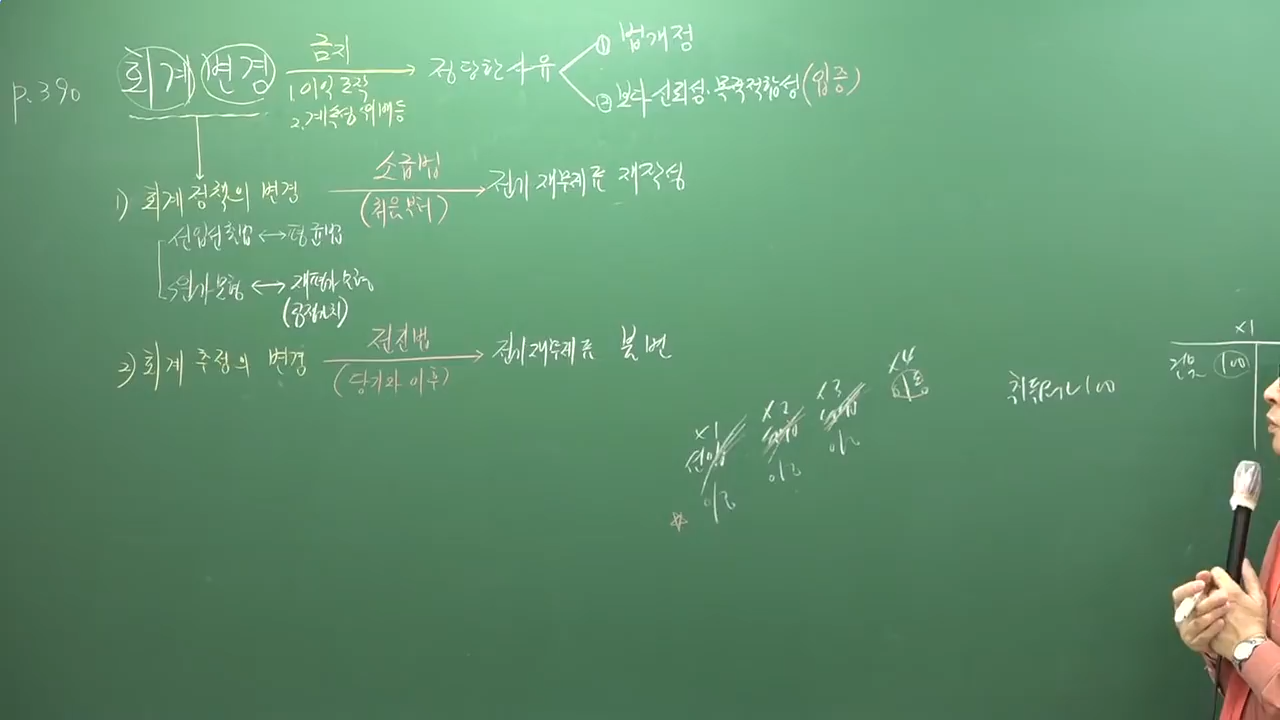 p.390
회계변경
금지
1. 이익조작
2. 계속성 위배등
정당한 사유
① 법개정
② 보다 신뢰성·목적적합성(입증)
1) 회계정책의 변경
소급법
(처음부터)
전기 재무제표 재작성
선입선출법 ↔ 평균법
원가모형 ↔ 재평가모형
(공정가치)
2) 회계 추정의 변경
전진법
(당기와 이후)
전기재무제표 불변
x1 x2 x3 x4
선입
이평
취득원가 100
x1
건물 100